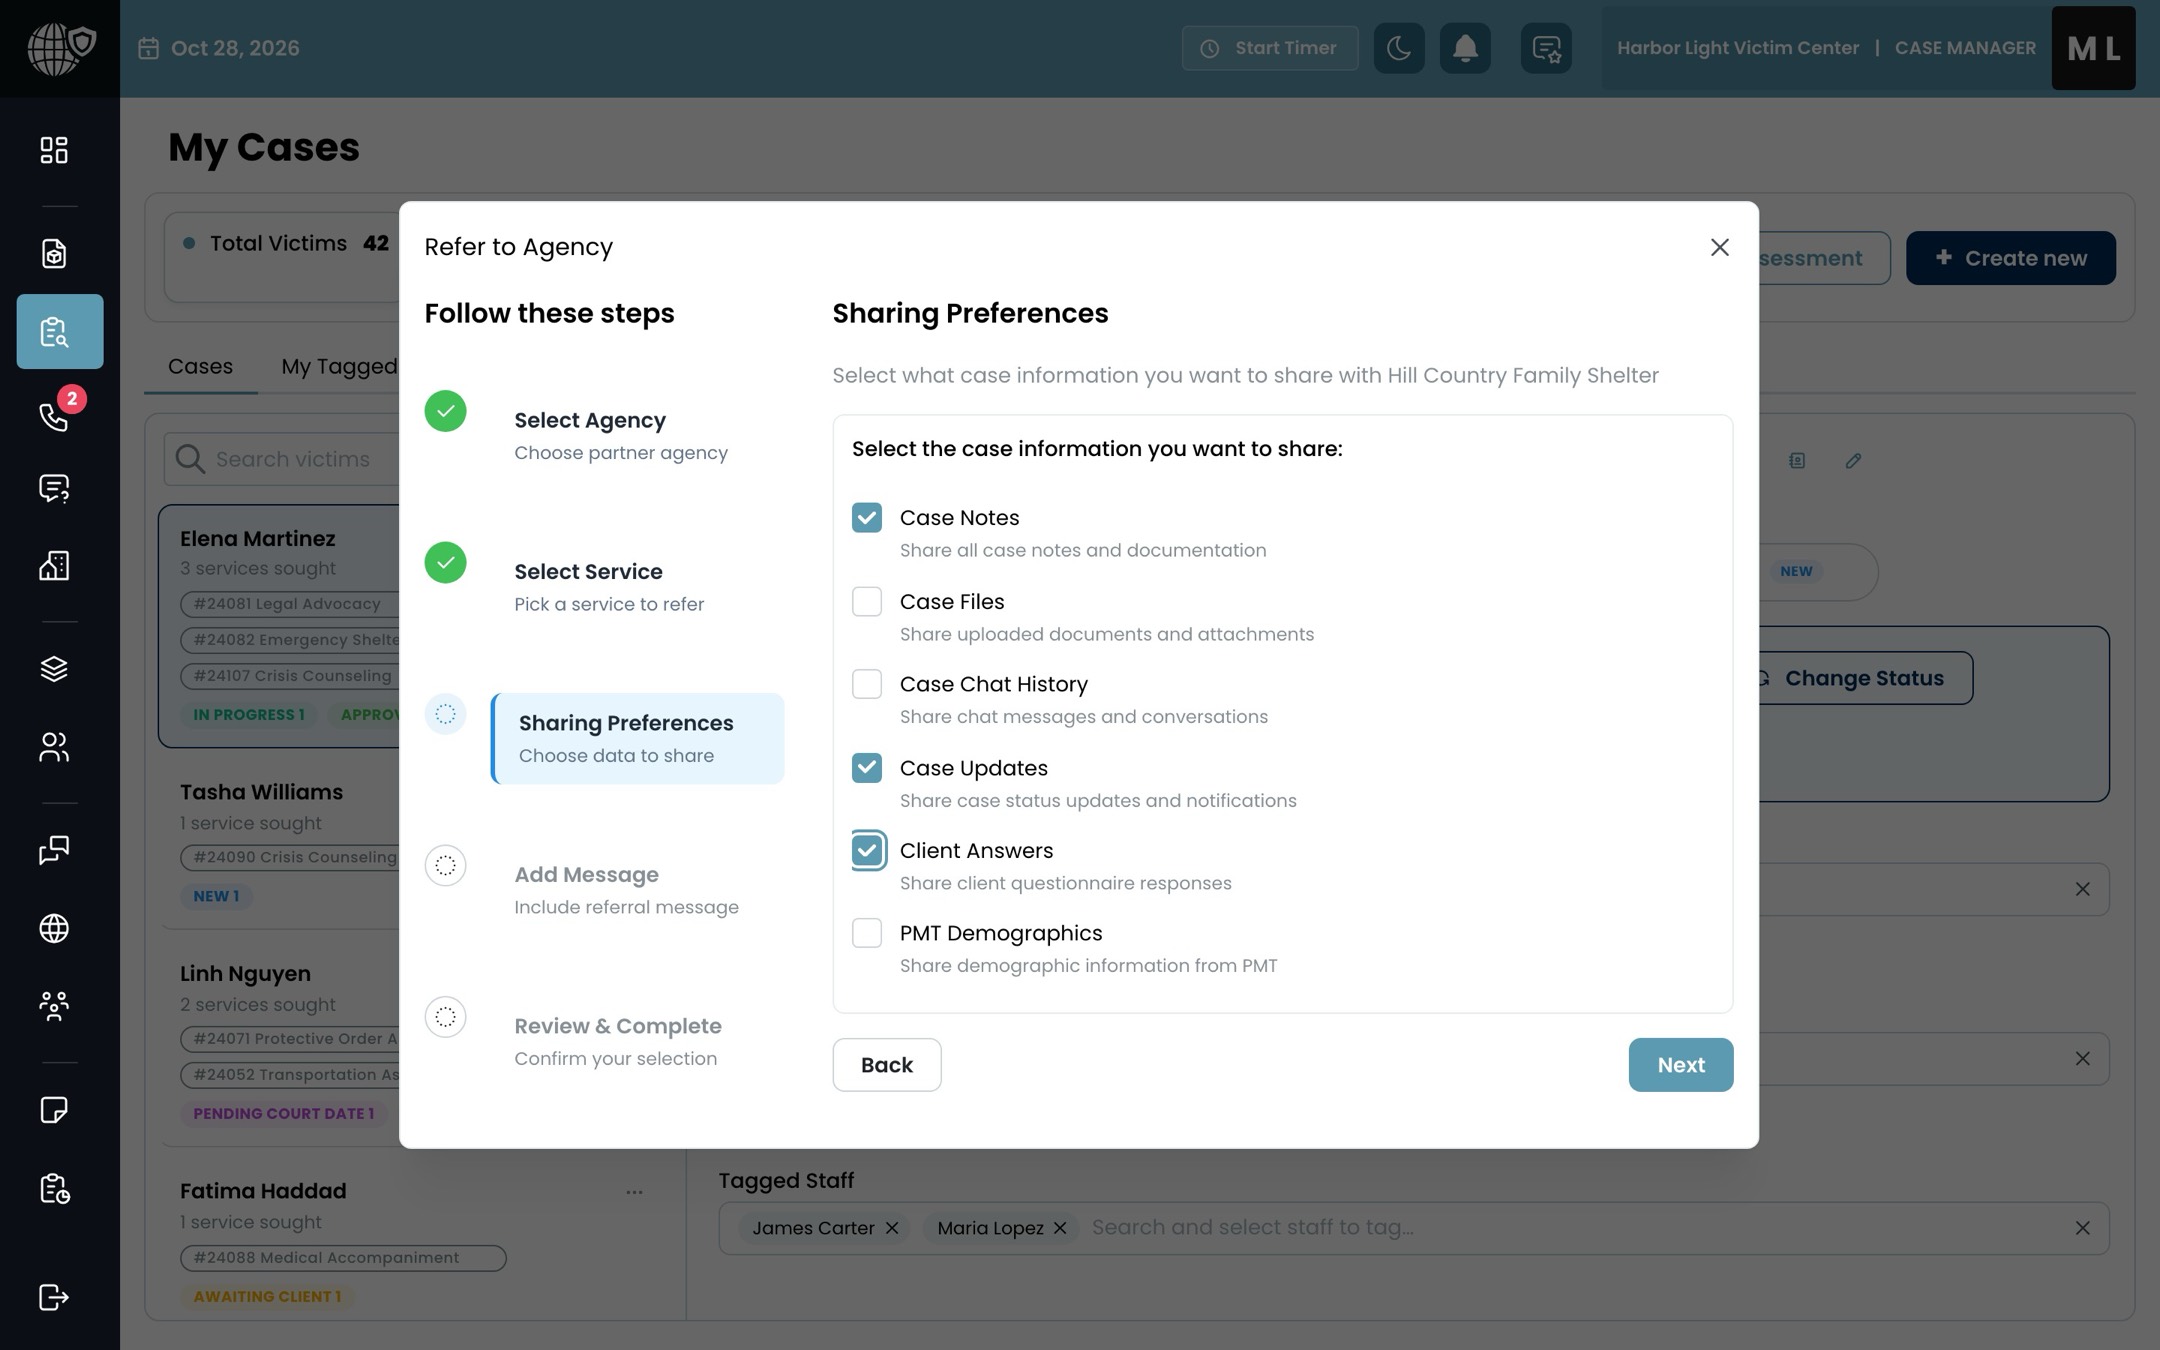 Oct 28, 2026
Start Timer
Harbor Light Victim Center | CASE MANAGER
M L
My Cases
Total Victims 42
sessment
+ Create new
Cases
My Tagged
Search victims
Elena Martinez
3 services sought
#24081 Legal Advocacy
#24082 Emergency Shelte
#24107 Crisis Counseling
IN PROGRESS 1
APPROV
Tasha Williams
1 service sought
#24090 Crisis Counseling
NEW 1
Linh Nguyen
2 services sought
#24071 Protective Order A
#24052 Transportation As
PENDING COURT DATE 1
Fatima Haddad
1 service sought
#24088 Medical Accompaniment
AWAITING CLIENT 1
2
NEW
Change Status
Refer to Agency
Follow these steps
Select Agency
Choose partner agency
Select Service
Pick a service to refer
Sharing Preferences
Choose data to share
Add Message
Include referral message
Review & Complete
Confirm your selection
Sharing Preferences
Select what case information you want to share with Hill Country Family Shelter
Select the case information you want to share:
Case Notes
Share all case notes and documentation
Case Files
Share uploaded documents and attachments
Case Chat History
Share chat messages and conversations
Case Updates
Share case status updates and notifications
Client Answers
Share client questionnaire responses
PMT Demographics
Share demographic information from PMT
Back
Next
Tagged Staff
James Carter
Maria Lopez
Search and select staff to tag...